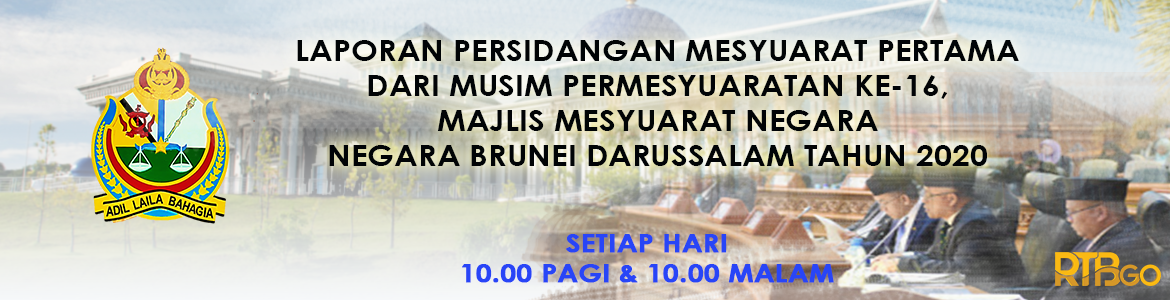 LAPORAN PERSIDANGAN MESYUARAT PERTAMA
DARI MUSIM PERMESYUARATAN KE-16,
MAJLIS MESYUARAT NEGARA
NEGARA BRUNEI DARUSSALAM TAHUN 2020
ADIL LAILA BAHAGIA
SETIAP HARI
10.00 PAGI & 10.00 MALAM
RTBGO